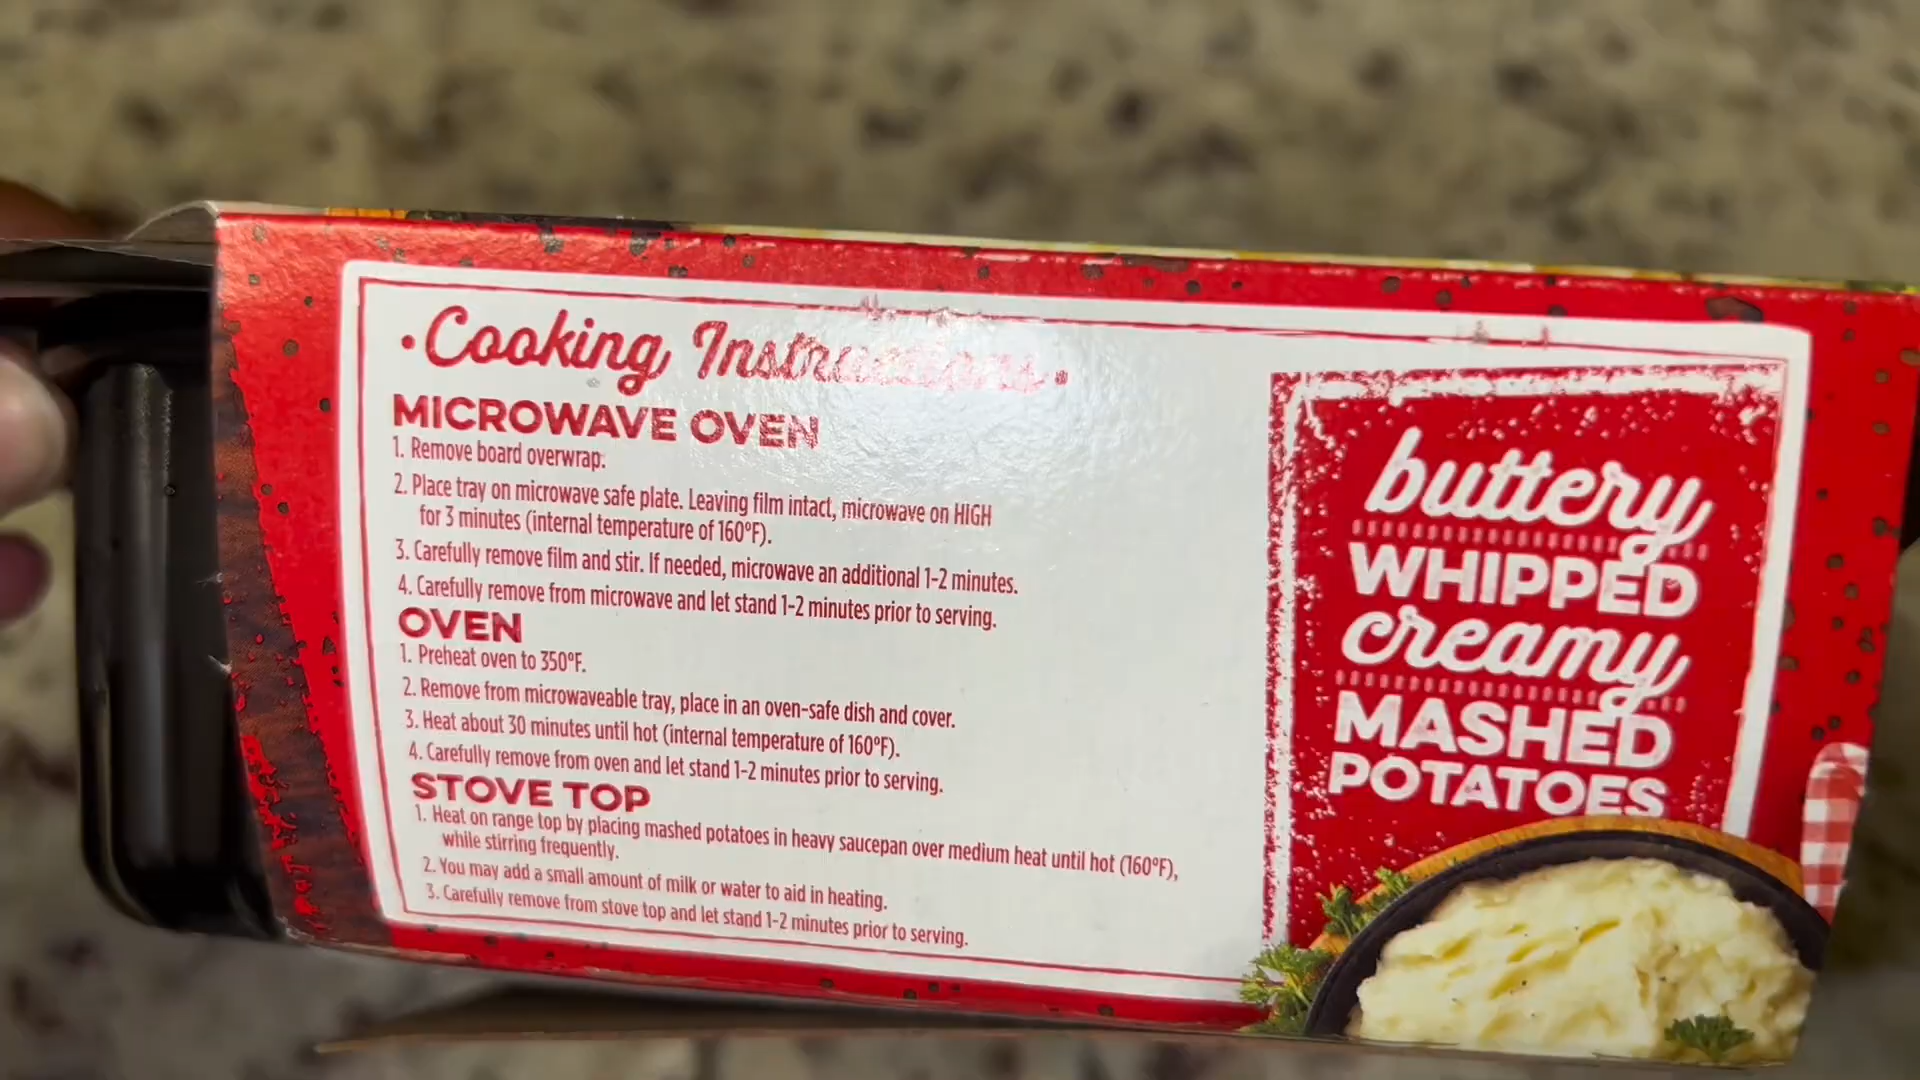 • Cooking Instructions •
MICROWAVE OVEN
1. Remove board overwrap.
2. Place tray on microwave safe plate. Leaving film intact, microwave on HIGH
for 3 minutes (internal temperature of 160°F).
3. Carefully remove film and stir. If needed, microwave an additional 1-2 minutes.
4. Carefully remove from microwave and let stand 1-2 minutes prior to serving.
OVEN
1. Preheat oven to 350°F.
2. Remove from microwaveable tray, place in an oven-safe dish and cover.
3. Heat about 30 minutes until hot (internal temperature of 160°F).
4. Carefully remove from oven and let stand 1-2 minutes prior to serving.
STOVE TOP
1. Heat on range top by placing mashed potatoes in heavy saucepan over medium heat until hot (160°F),
while stirring frequently.
2. You may add a small amount of milk or water to aid in heating.
3. Carefully remove from stove top and let stand 1-2 minutes prior to serving.
buttery
WHIPPED
creamy
MASHED
POTATOES